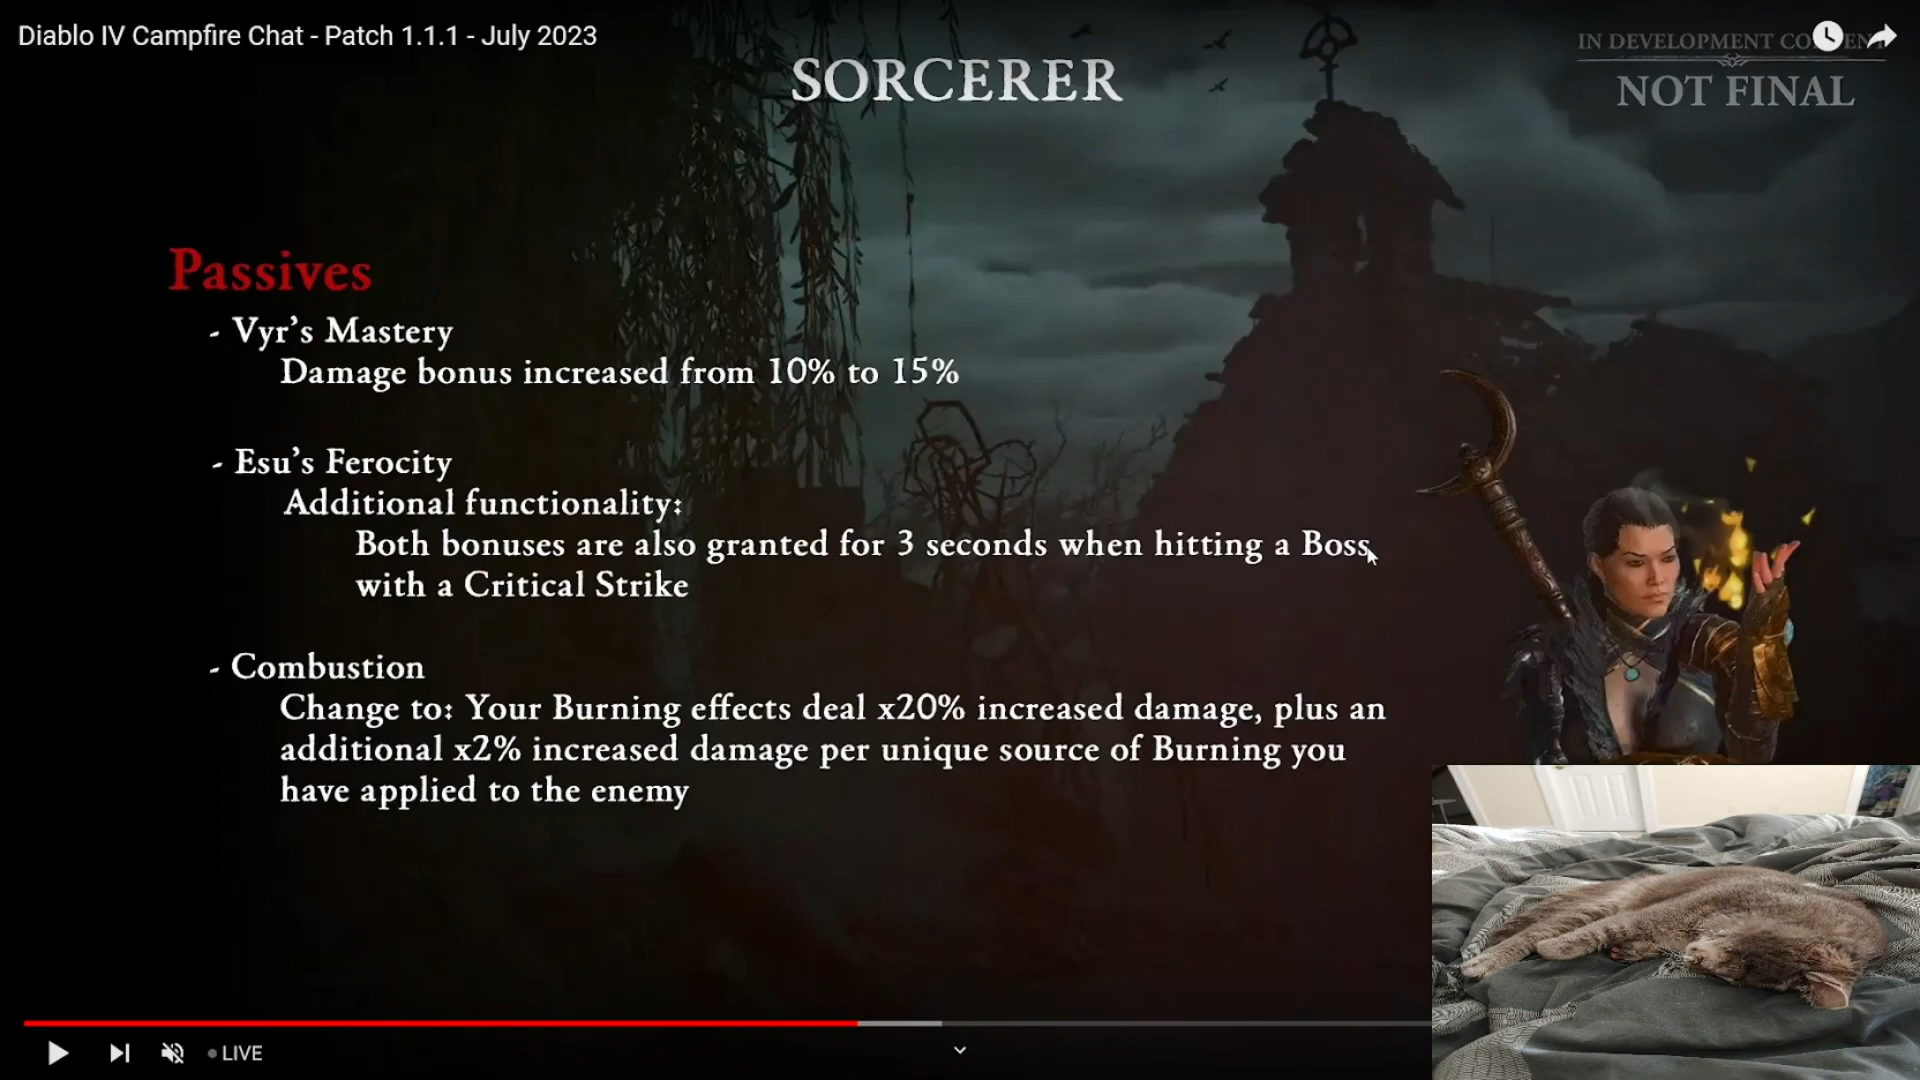 Diablo IV Campfire Chat - Patch 1.1.1 - July 2023
IN DEVELOPMENT
NOT FINAL
SORCERER
Passives
- Vyr's Mastery
Damage bonus increased from 10% to 15%
- Esu's Ferocity
Additional functionality:
Both bonuses are also granted for 3 seconds when hitting a Boss
with a Critical Strike
- Combustion
Change to: Your Burning effects deal x20% increased damage, plus an
additional x2% increased damage per unique source of Burning you
have applied to the enemy
LIVE